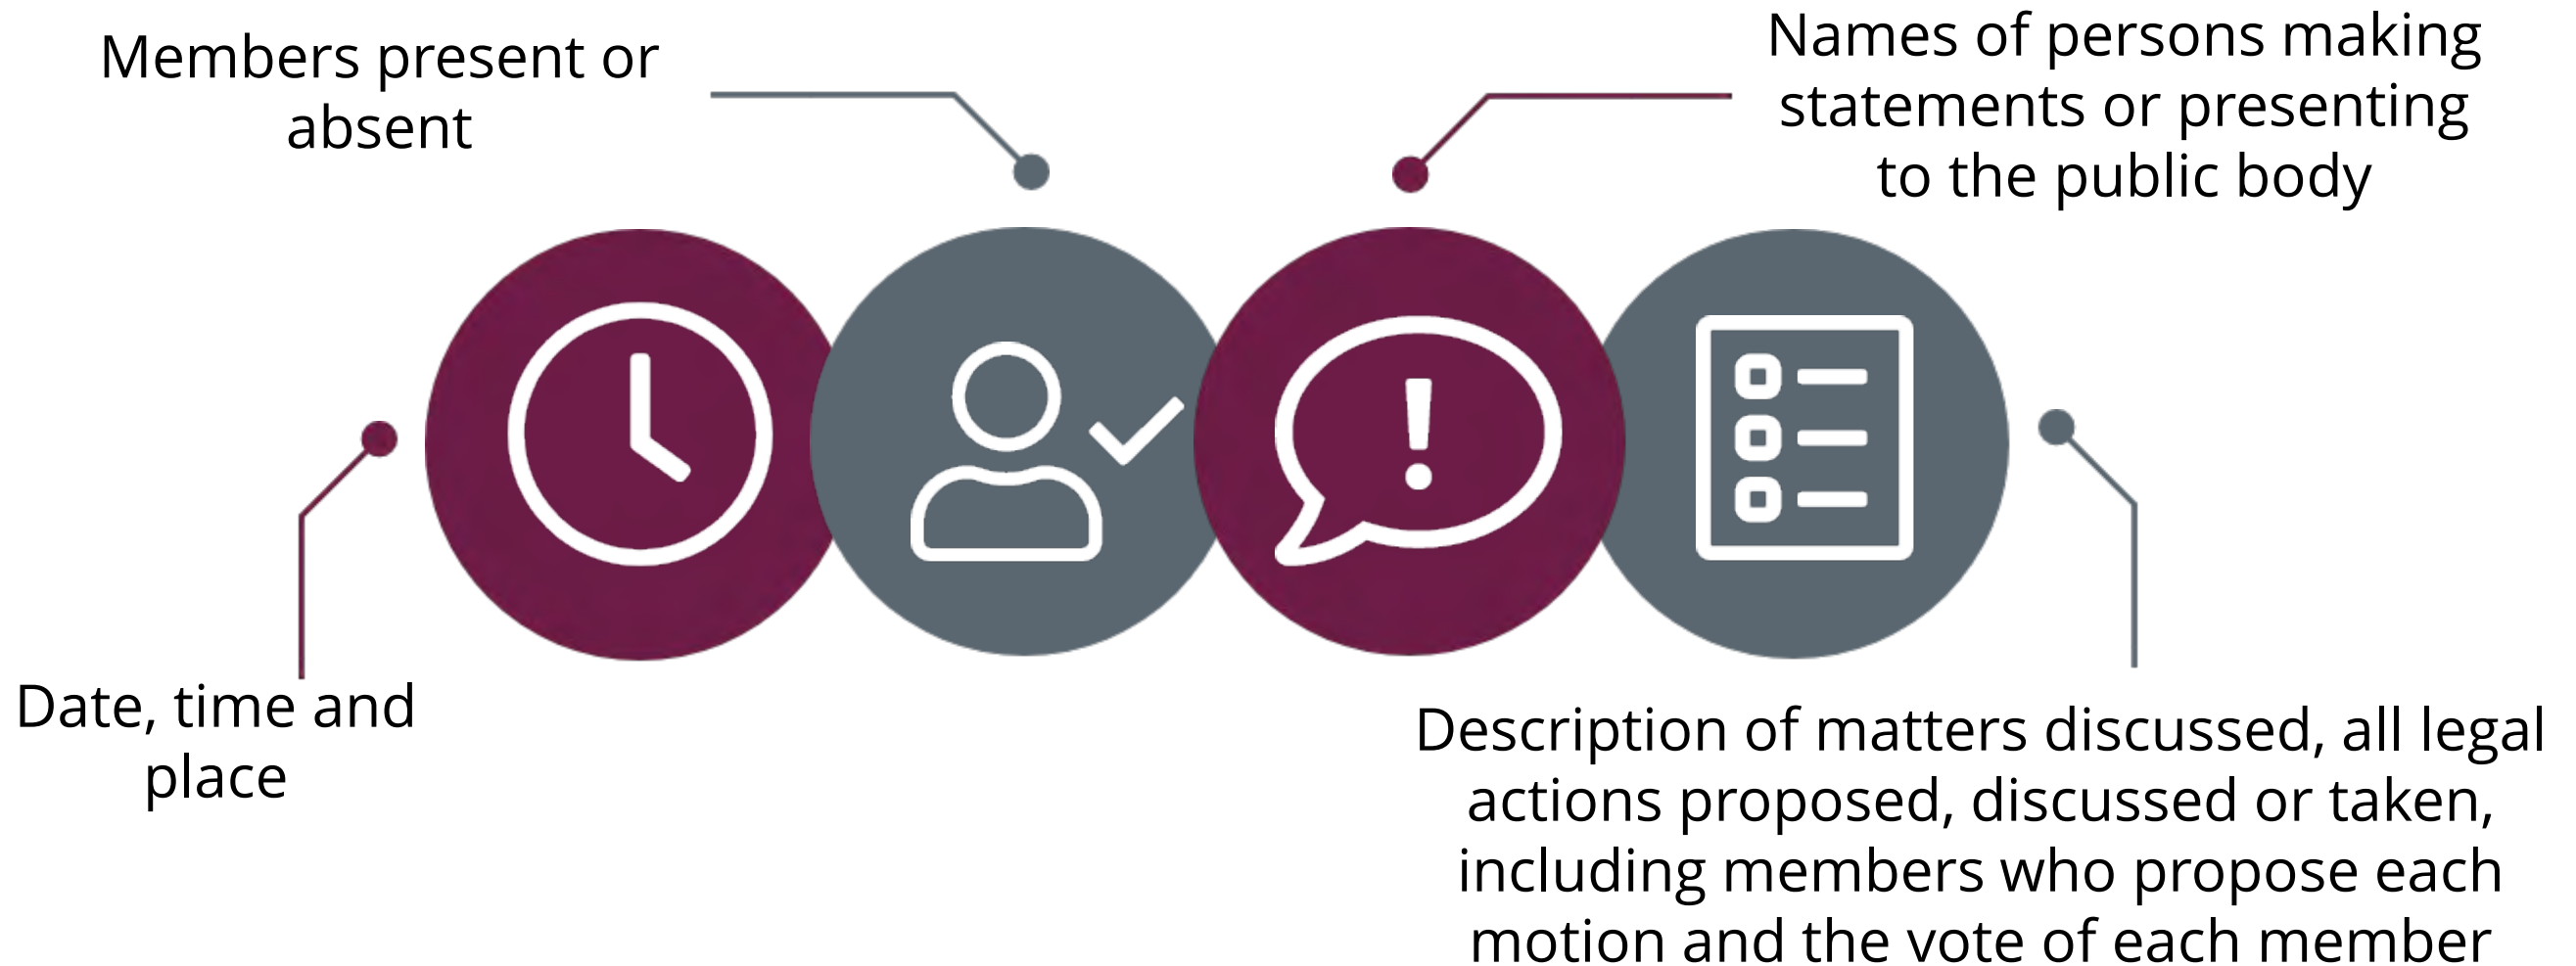 Members present or
absent
Names of persons making
statements or presenting
to the public body
Date, time and
place
Description of matters discussed, all legal
actions proposed, discussed or taken,
including members who propose each
motion and the vote of each member